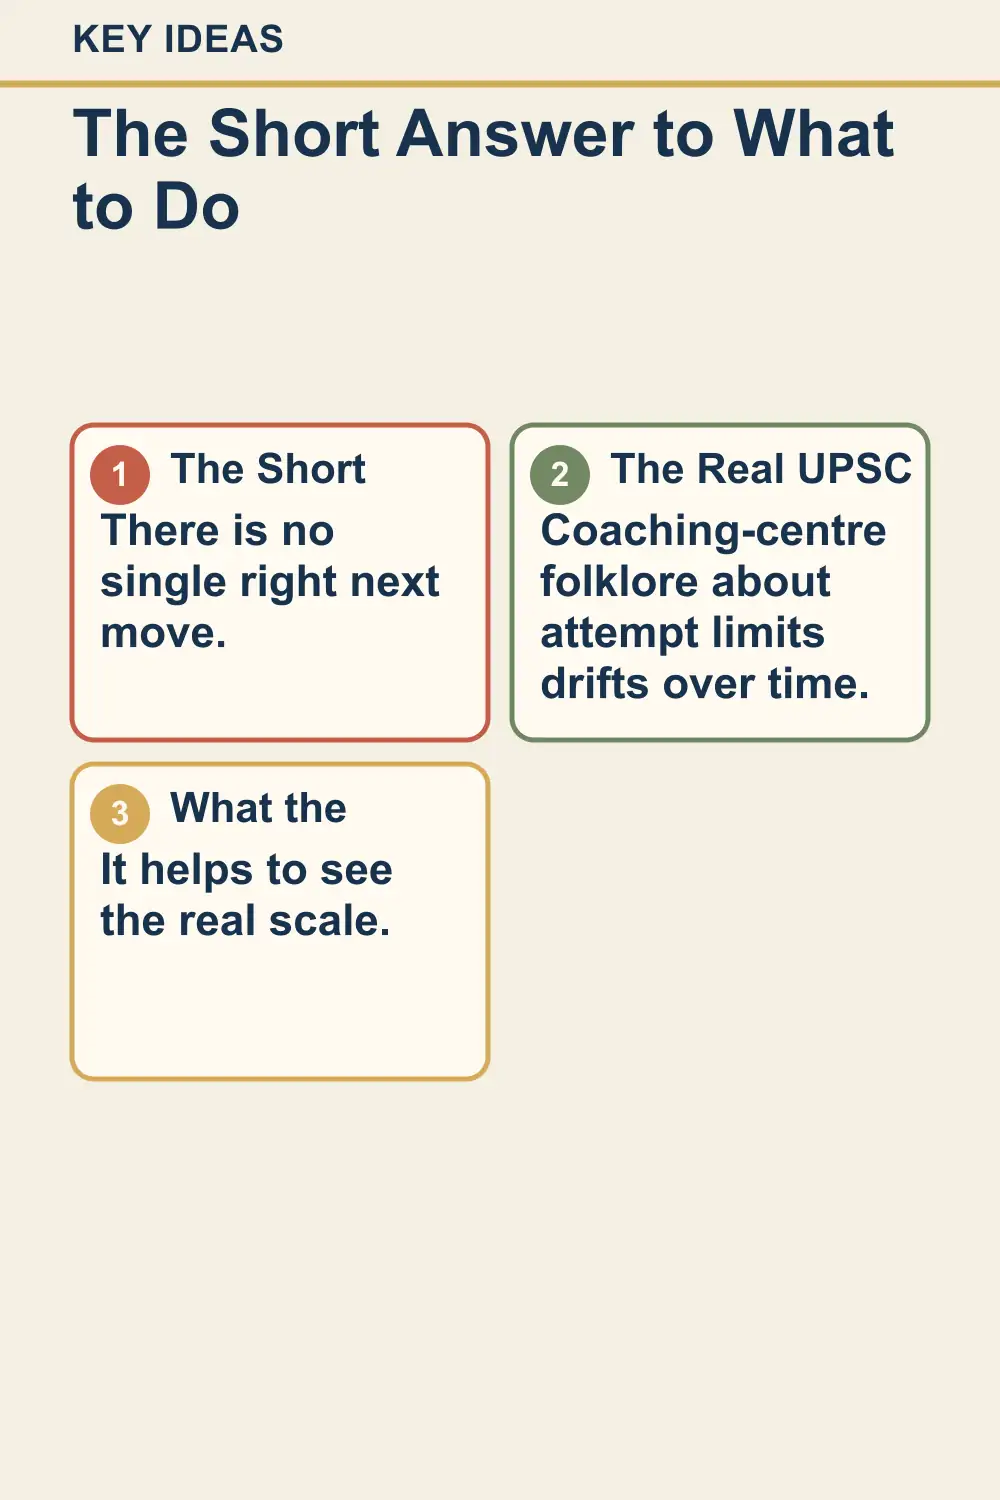 KEY IDEAS
The Short Answer to What
to Do
1 The Short
There is no
single right next
move.
2 The Real UPSC
Coaching-centre
folklore about
attempt limits
drifts over time.
3 What the
It helps to see
the real scale.